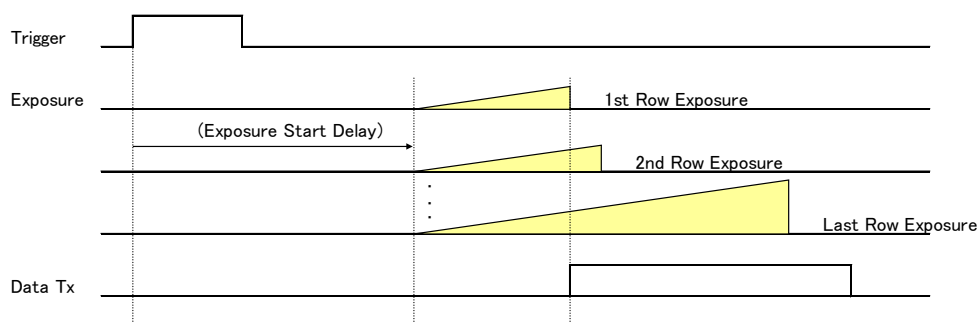 Trigger
Exposure
1st Row Exposure
(Exposure Start Delay)
2nd Row Exposure
Last Row Exposure
Data Tx